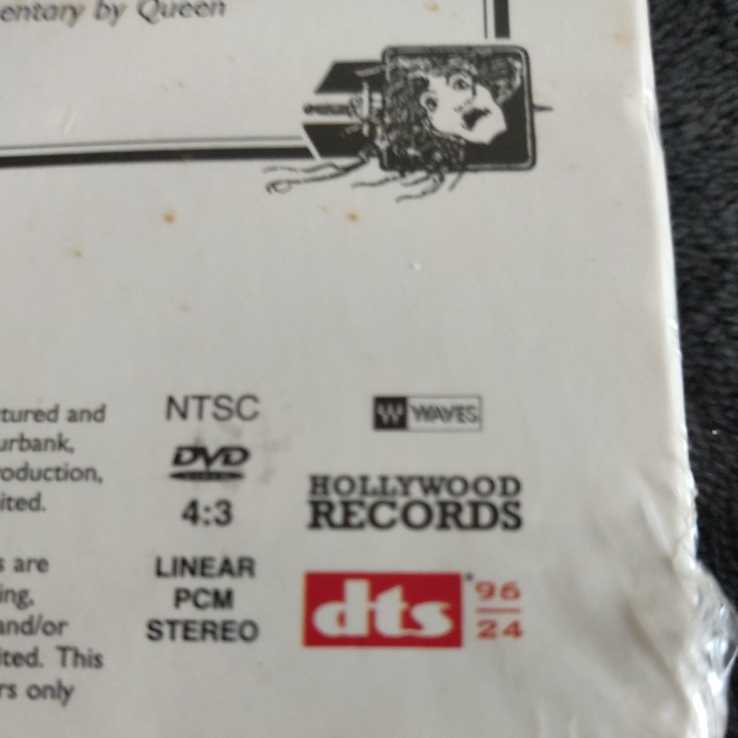 entary by Queen
tured and
urbank,
oduction,
ited.
s are
ing,
and/or
ited. This
rs only
NTSC
DVD
4:3
LINEAR
PCM
STEREO
W WAVES
HOLLYWOOD
RECORDS
dts 96
24